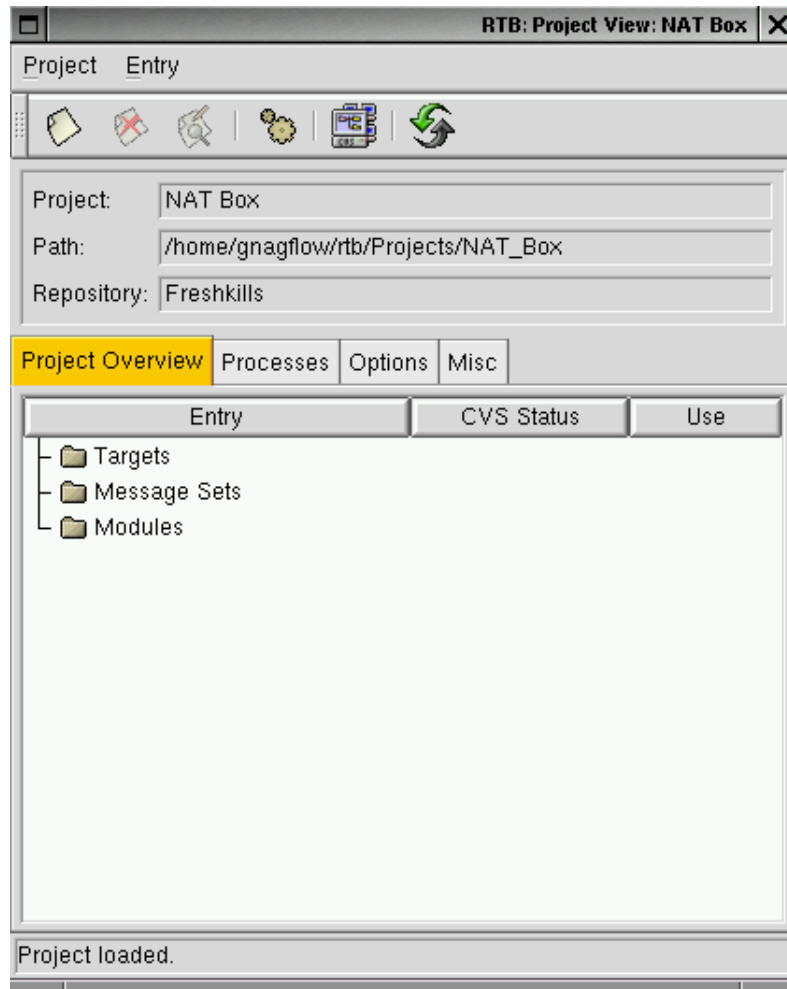 RTB: Project View: NAT Box
Project Entry
CVS
Project: NAT Box
Path: /home/gnagflow/rtb/Projects/NAT_Box
Repository: Freshkills
Project Overview Processes Options Misc
Entry CVS Status Use
Targets
Message Sets
Modules
Project loaded.